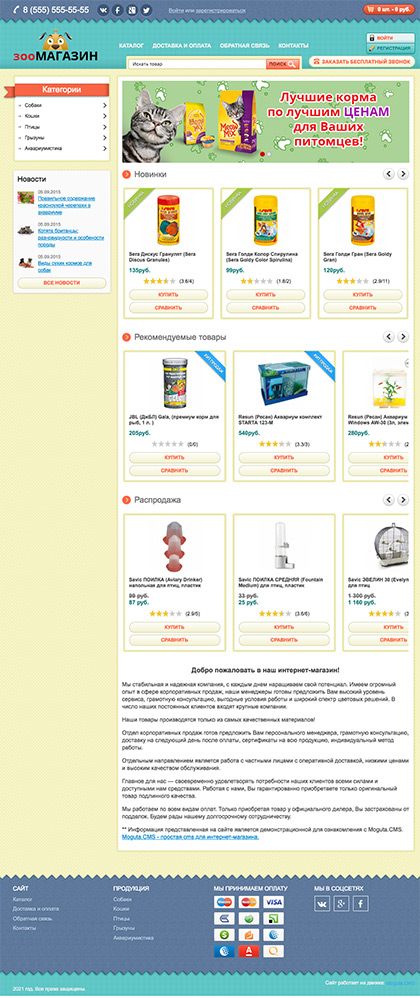 8 (555) 555-55-55
Войти или зарегистрироваться
0 шт. - 0 руб.
ЗООМАГАЗИН
КАТАЛОГ ДОСТАВКА И ОПЛАТА ОБРАТНАЯ СВЯЗЬ КОНТАКТЫ
ВОЙТИ
РЕГИСТРАЦИЯ
Искать товар
ПОИСК
ЗАКАЗАТЬ БЕСПЛАТНЫЙ ЗВОНОК
Категории
Собаки
Кошки
Птицы
Грызуны
Аквариумистика
Лучшие корма
по лучшим ЦЕНАМ
для Ваших
питомцев!
Meow Mix
Новости
05.09.2015
Правильное содержание
красноухой черепахи в
аквариуме
05.09.2015
Котята британцы:
разновидности и особености
породы
05.09.2015
Виды сухих кормов для
собак
ВСЕ НОВОСТИ
Новинки
НОВИНКА
НОВИНКА
НОВИНКА
Sera Дискус Гранулят (Sera
Discus Granules)
135руб.
(3.6/4)
КУПИТЬ
СРАВНИТЬ
Sera Голди Колор Спирулина
(Sera Goldy Color Spirulina)
99руб.
(1.8/2)
КУПИТЬ
СРАВНИТЬ
Sera Голди Гран (Sera Goldy
Gran)
120руб.
(2.9/11)
КУПИТЬ
СРАВНИТЬ
Рекомендуемые товары
ХИТ ПРОДАЖ
ХИТ ПРОДАЖ
JBL (ДжБЛ) Gala, (премиум корм для
рыб, 1 л. )
205руб.
(0/0)
КУПИТЬ
СРАВНИТЬ
Resun (Ресан) Аквариум комплект
STARTA 123-M
540руб.
(3.3/3)
КУПИТЬ
СРАВНИТЬ
Resun (Ресан) Аквариум
Windows AW-30 (3л, элем
280руб.
КУПИТЬ
СРАВНИТЬ
Распродажа
Savic ПОИЛКА (Aviary Drinker)
напольная для птиц, пластик
99 руб.
87 руб.
(2.9/5)
КУПИТЬ
СРАВНИТЬ
Savic ПОИЛКА СРЕДНЯЯ (Fountain
Medium) для птиц, пластик
33 руб.
25 руб.
(3.6/6)
КУПИТЬ
СРАВНИТЬ
Savic ЭВЕЛИН 30 (Evelyn
для птиц
1 300 руб.
1 160 руб.
КУПИТЬ
СРАВНИТЬ
Добро пожаловать в наш интернет-магазин!
Мы стабильная и надежная компания, с каждым днем наращиваем свой потенциал. Имеем огромный
опыт в сфере корпоративных продаж, наши менеджеры готовы предложить Вам высокий уровень
сервиса, грамотную консультацию, выгодные условия работы и широкий спектр цветовых решений. В
число наших постоянных клиентов входят крупные компании.
Наши товары производятся только из самых качественных материалов!
Отдел корпоративных продаж готов предложить Вам персонального менеджера, грамотную консультацию,
доставку на следующий день после оплаты, сертификаты на всю продукцию, индивидуальный метод
работы.
Отдельным направлением является работа с частными лицами с оперативной доставкой, низкими ценами
и высоким качеством обслуживания.
Главное для нас — своевременно удовлетворять потребности наших клиентов всеми силами и
доступными нам средствами. Работая с нами, Вы гарантированно приобретаете только оригинальный
товар подлинного качества.
Мы работаем по всем видам оплат. Только приобретая товар у официального дилера, Вы застрахованы от
подделок. Будем рады нашему долгосрочному сотрудничеству.
** Информация представленная на сайте является демонстрационной для ознакомления с Moguta.CMS.
Moguta.CMS - простая cms для интернет-магазина.
САЙТ
Каталог
Доставка и оплата
Обратная связь
Контакты
ПРОДУКЦИЯ
Собаки
Кошки
Птицы
Грызуны
Аквариумистика
МЫ ПРИНИМАЕМ ОПЛАТУ
VISA
МЫ В СОЦСЕТЯХ
2021 год. Все права защищены.
Сайт работает на движке: Moguta.CMS